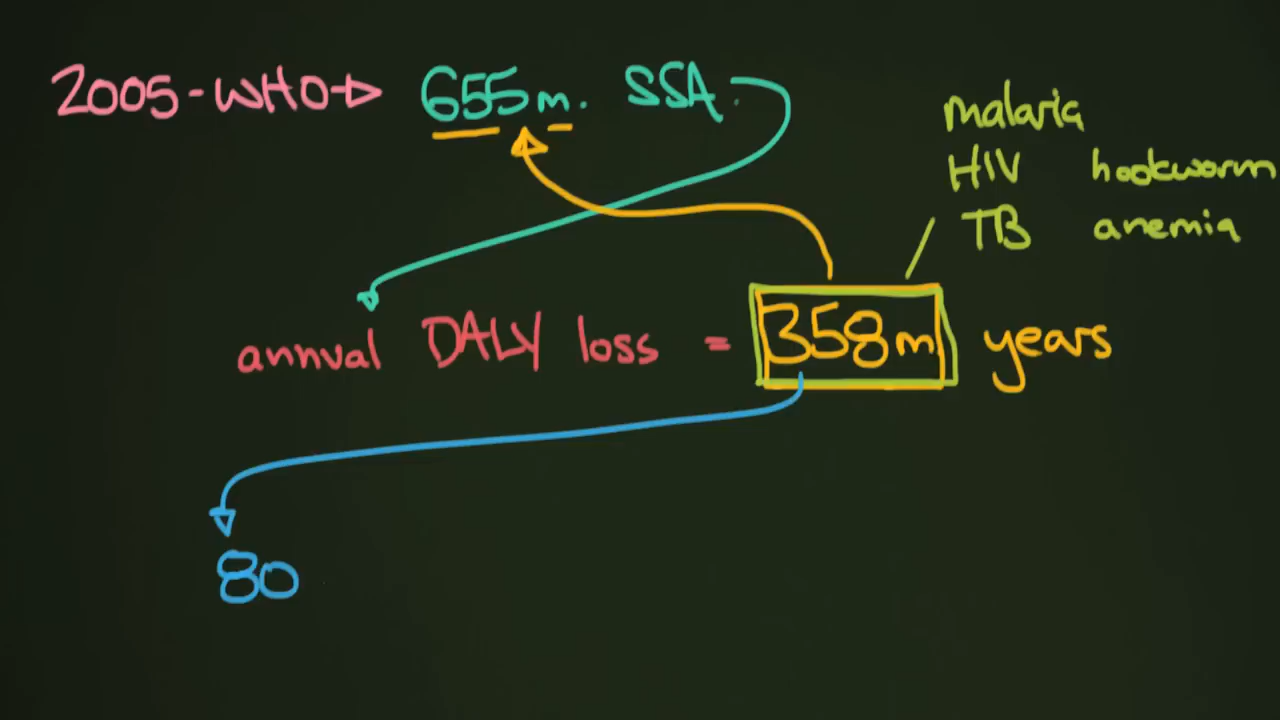 2005-WHO→ 655m. SSA.
malaria
HIV hookworm
TB anemia
annual DALY loss = 358m years
80